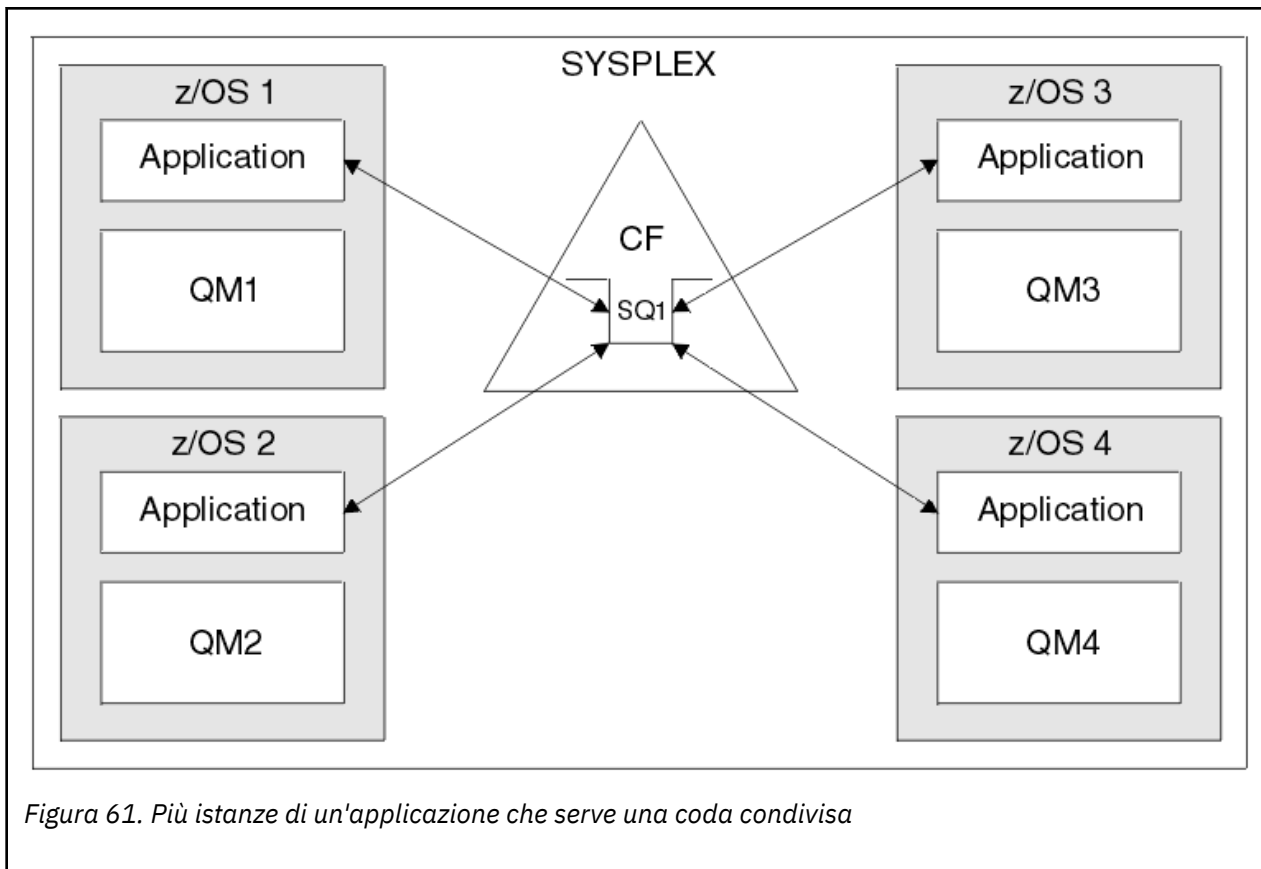 SYSPLEX
z/OS 1
Application
QM1
z/OS 2
Application
QM2
CF
SQ1
z/OS 3
Application
QM3
z/OS 4
Application
QM4
Figura 61. Più istanze di un'applicazione che serve una coda condivisa